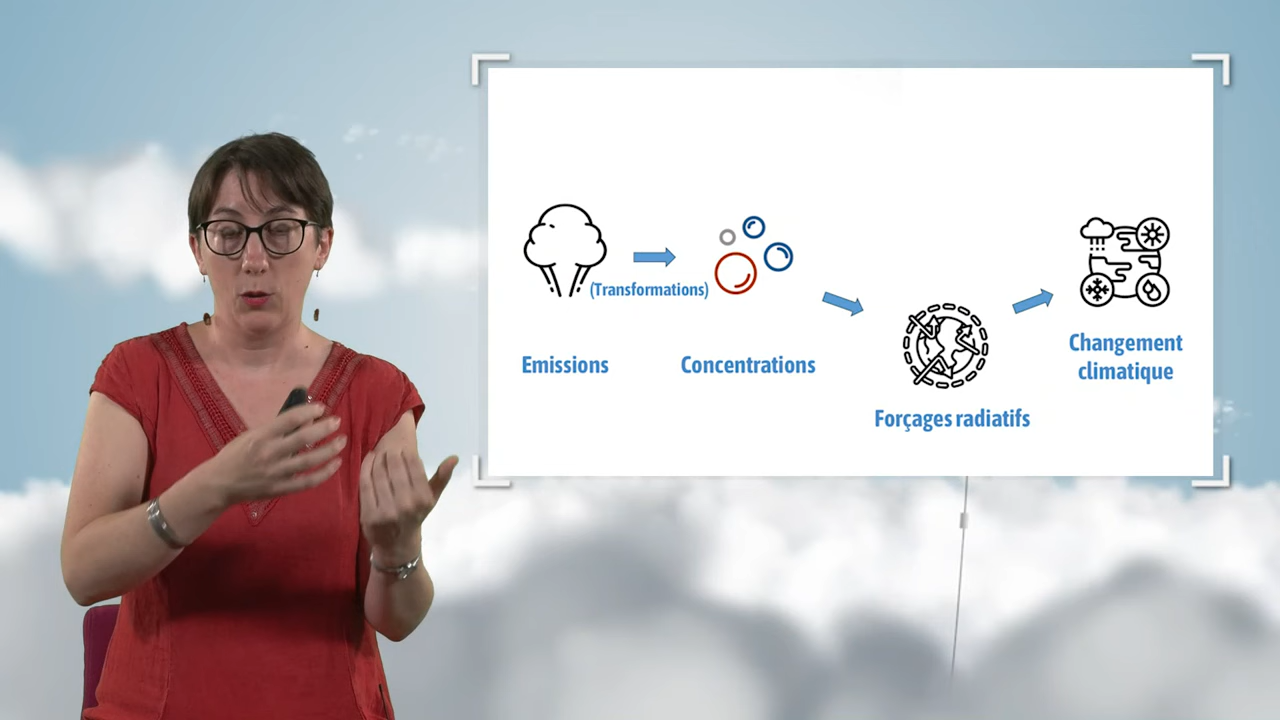 (Transformations)
Emissions
Concentrations
Forçages radiatifs
Changement
climatique